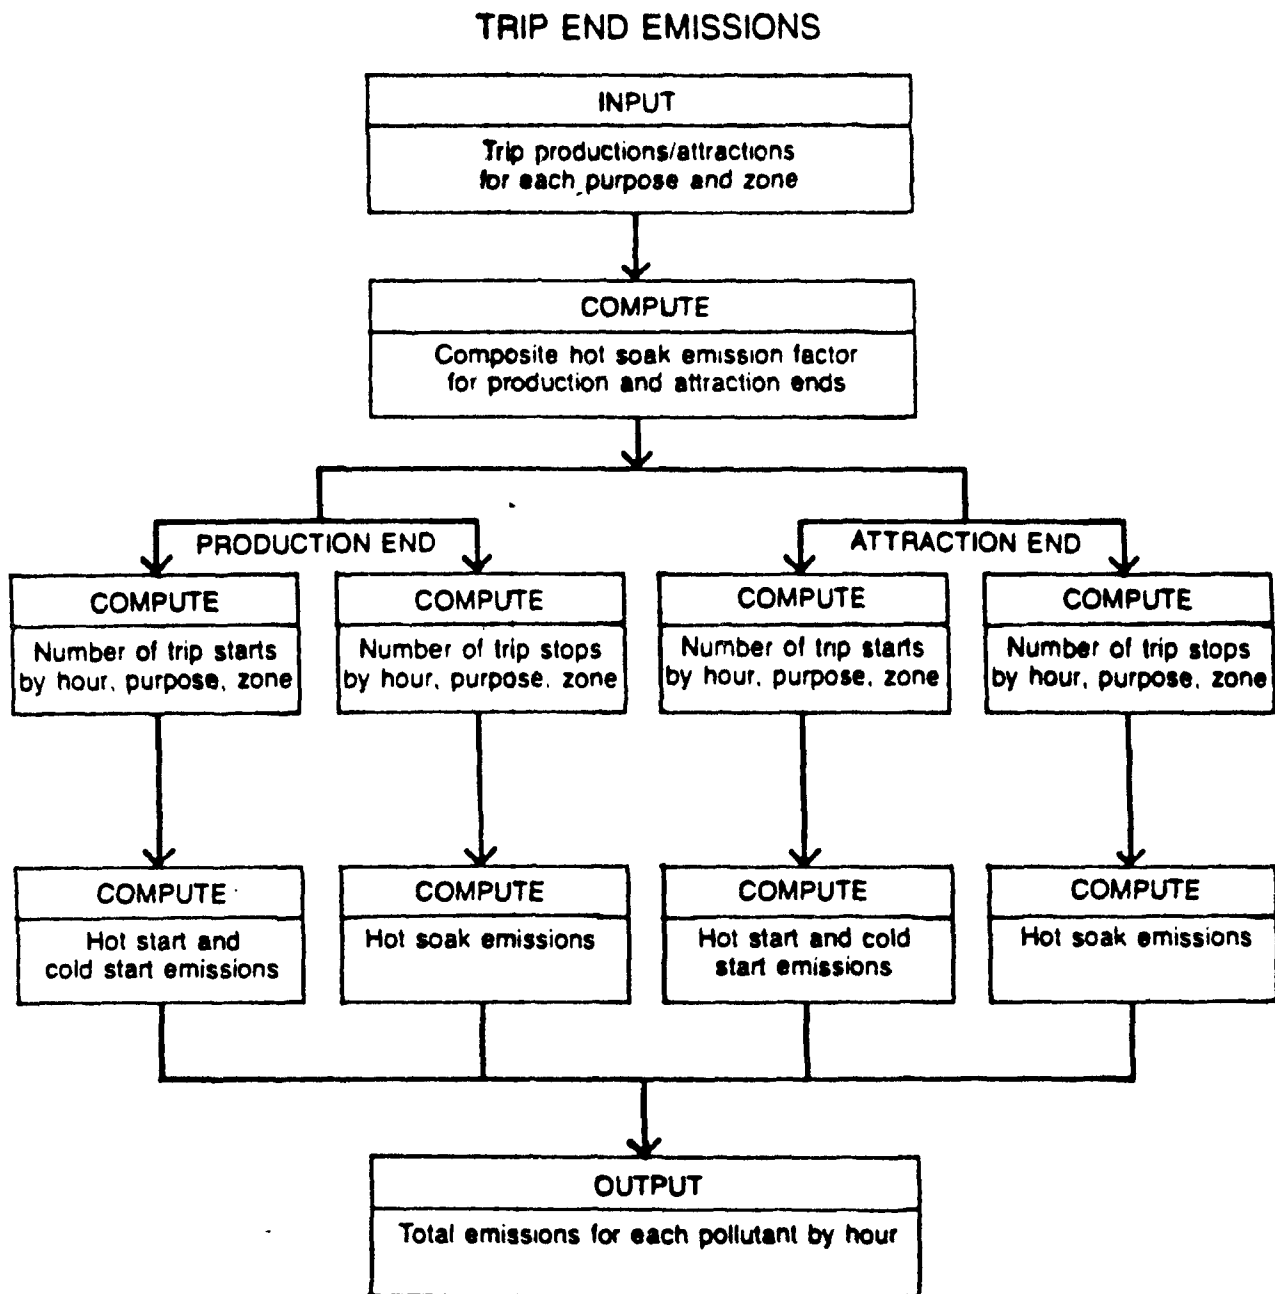 TRIP END EMISSIONS
INPUT
Trip productions/attractions
for each purpose and zone
COMPUTE
Composite hot soak emission factor
for production and attraction ends
PRODUCTION END
ATTRACTION END
COMPUTE
Number of trip starts
by hour, purpose, zone
COMPUTE
Number of trip stops
by hour, purpose, zone
COMPUTE
Number of trip starts
by hour, purpose, zone
COMPUTE
Number of trip stops
by hour, purpose, zone
COMPUTE
Hot start and
cold start emissions
COMPUTE
Hot soak emissions
COMPUTE
Hot start and cold
start emissions
COMPUTE
Hot soak emissions
OUTPUT
Total emissions for each pollutant by hour